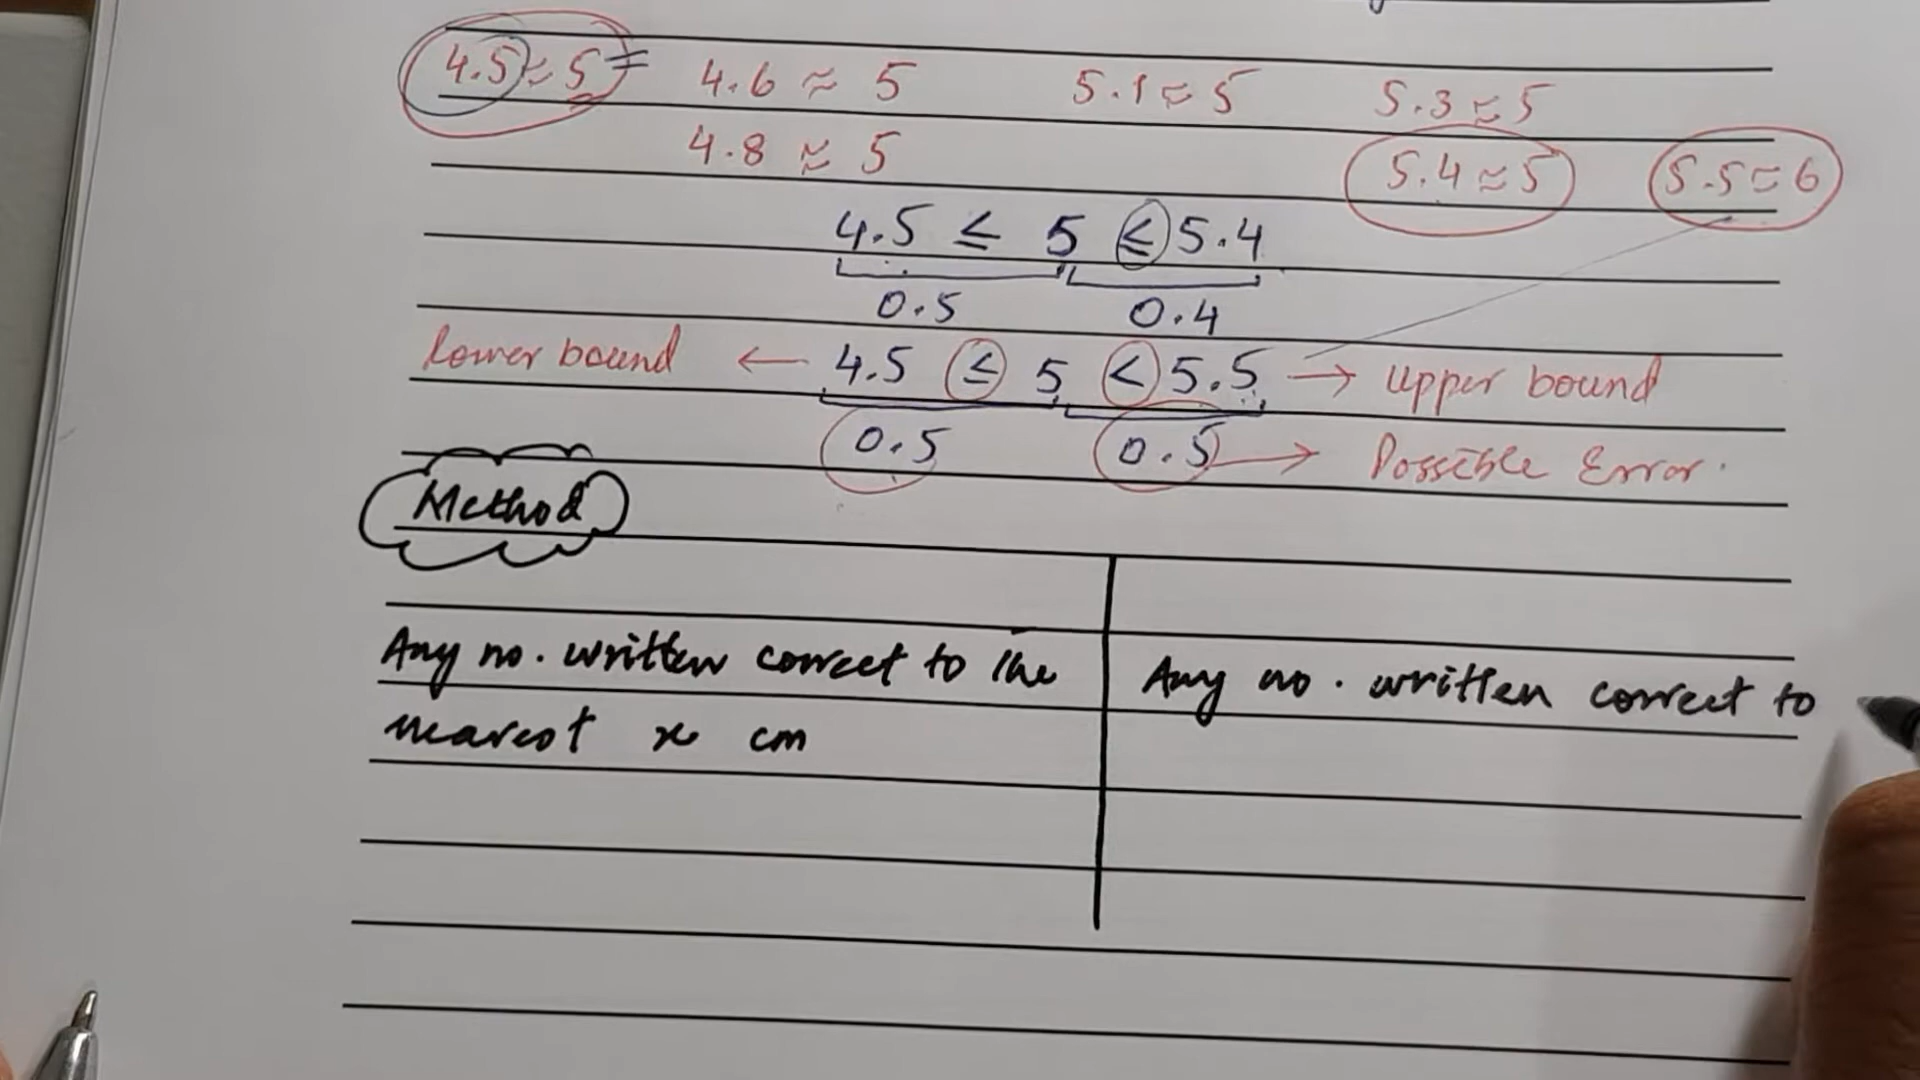 4.5 ≈ 5 = 4.6 ≈ 5 5.1 ≈ 5 5.3 ≈ 5
4.8 ≈ 5 5.4 ≈ 5 5.5 ≈ 6
4.5 ≤ 5 ≤ 5.4
0.5 0.4
Lower bound ← 4.5 ≤ 5 < 5.5 → Upper bound
0.5 0.5 → Possible Error.
Method
Any no. written correct to the
nearest x cm
Any no. written correct to